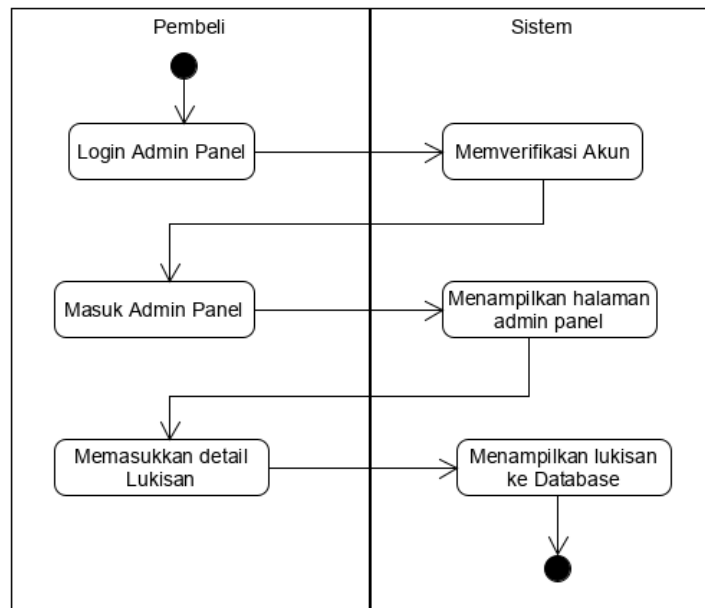 Pembeli
Sistem
Login Admin Panel
Memverifikasi Akun
Masuk Admin Panel
Menampilkan halaman
admin panel
Memasukkan detail
Lukisan
Menampilkan lukisan
ke Database